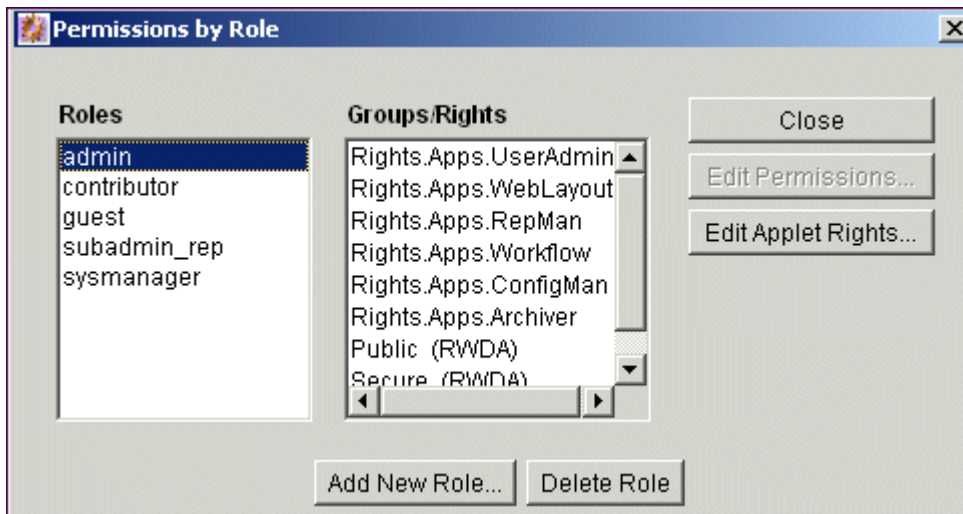 Permissions by Role
Roles
admin
contributor
guest
subadmin_rep
sysmanager
Groups/Rights
Rights.Apps.UserAdmin
Rights.Apps.WebLayout
Rights.Apps.RepMan
Rights.Apps.Workflow
Rights.Apps.ConfigMan
Rights.Apps.Archiver
Public (RWDA)
Secure (RWDA)
Close
Edit Permissions...
Edit Applet Rights...
Add New Role...
Delete Role